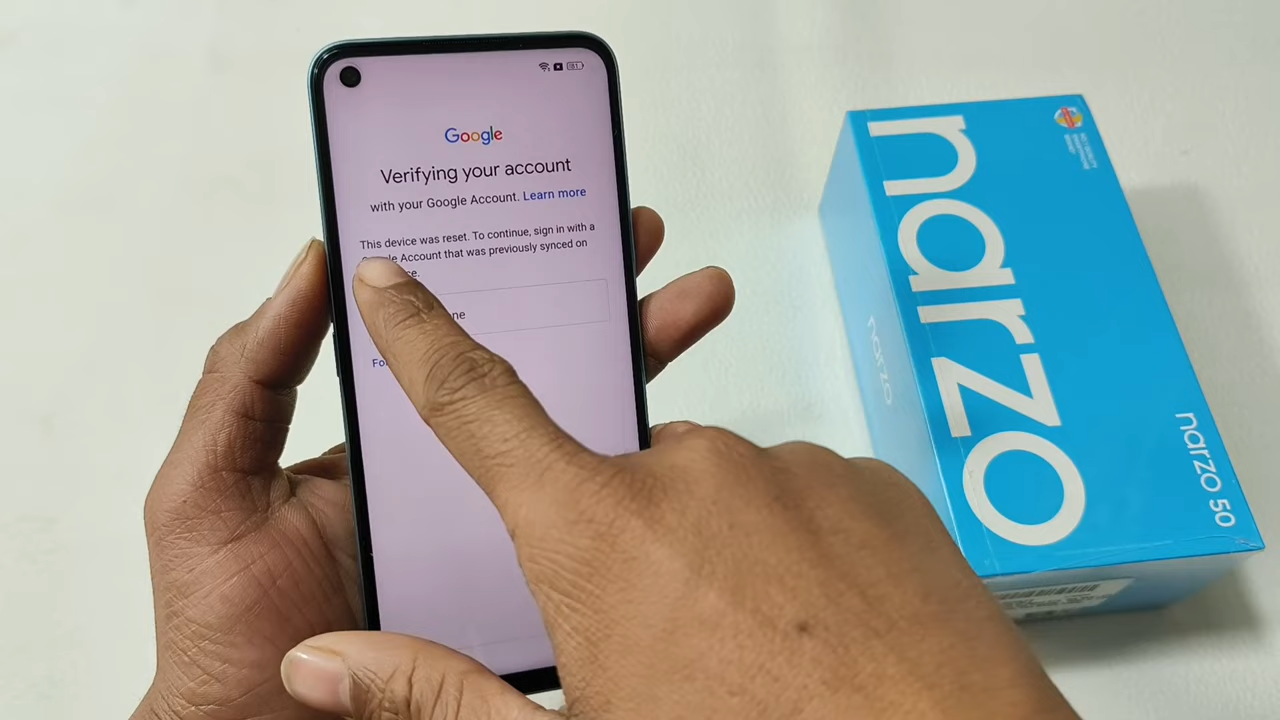 Google
Verifying your account
with your Google Account. Learn more
This device was reset. To continue, sign in with a
Account that was previously synced on
narzo
narzo
narzo 50